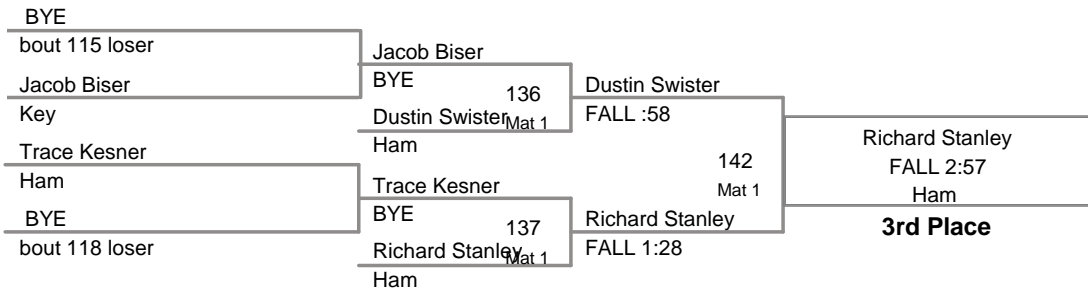 BYE
bout 115 loser
Jacob Biser
Key
Trace Kesner
Ham
BYE
bout 118 loser
Jacob Biser
BYE
136
Mat 1
Dustin Swister
Ham
Trace Kesner
BYE
137
Mat 1
Richard Stanley
Ham
Dustin Swister
FALL :58
142
Mat 1
Richard Stanley
FALL 1:28
Richard Stanley
FALL 2:57
Ham
3rd Place